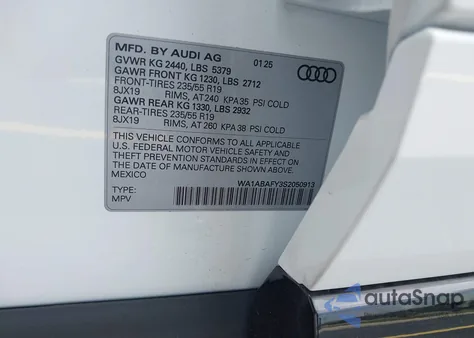 MFD. BY AUDI AG 01 25
GVWR KG 2440, LBS 5379
GAWR FRONT KG 1230, LBS 2712
FRONT-TIRES 235/55 R19
8JX19 RIMS, AT 240 KPA 35 PSI COLD
GAWR REAR KG 1330, LBS 2932
REAR-TIRES 235/55 R19
8JX19 RIMS, AT 260 KPA 38 PSI COLD
THIS VEHICLE CONFORMS TO ALL APPLICABLE
U.S. FEDERAL MOTOR VEHICLE SAFETY AND
THEFT PREVENTION STANDARDS IN EFFECT ON
THE DATE OF MANUFACTURE SHOWN ABOVE.
MEXICO
WA1ABAFY3S2050913
TYPE:
MPV
autoSnap